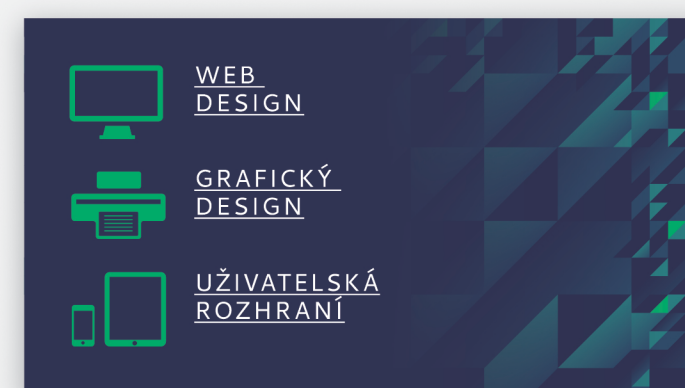 WEB
DESIGN
GRAFICKÝ
DESIGN
UŽIVATELSKÁ
ROZHRANÍ